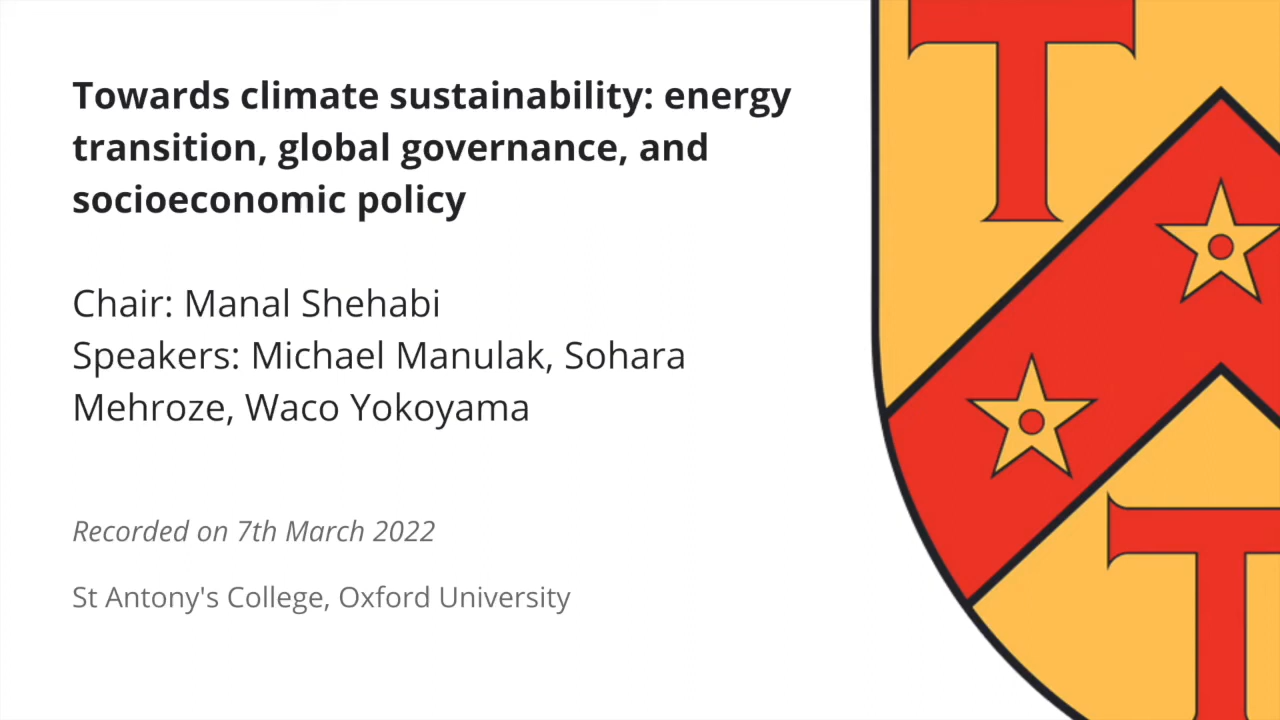 Towards climate sustainability: energy
transition, global governance, and
socioeconomic policy
Chair: Manal Shehabi
Speakers: Michael Manulak, Sohara
Mehroze, Waco Yokoyama
Recorded on 7th March 2022
St Antony's College, Oxford University